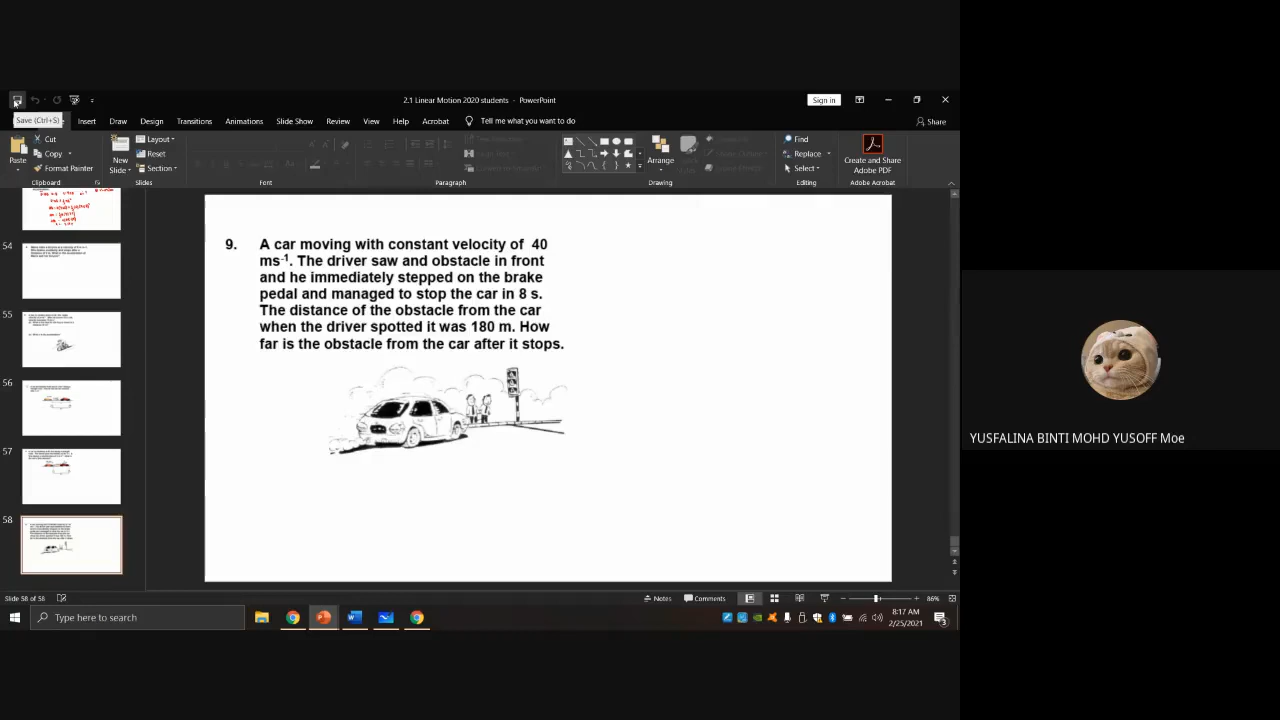 2.1 Linear Motion 2020 students - PowerPoint
Sign in
Save (Ctrl+S)
Insert Draw Design Transitions Animations Slide Show Review View Help Acrobat Tell me what you want to do
Share
Paste
Cut
Copy
Format Painter
Clipboard
New Slide
Layout
Reset
Section
Slides
Font
Paragraph
Arrange
Drawing
Find
Replace
Select
Editing
Create and Share Adobe PDF
Adobe Acrobat
54
55
56
57
58
9. A car moving with constant velocity of 40
ms-1. The driver saw and obstacle in front
and he immediately stepped on the brake
pedal and managed to stop the car in 8 s.
The distance of the obstacle from the car
when the driver spotted it was 180 m. How
far is the obstacle from the car after it stops.
YUSFALINA BINTI MOHD YUSOFF Moe
Slide 58 of 58
Notes Comments 86%
Type here to search
8:17 AM
2/25/2021
3